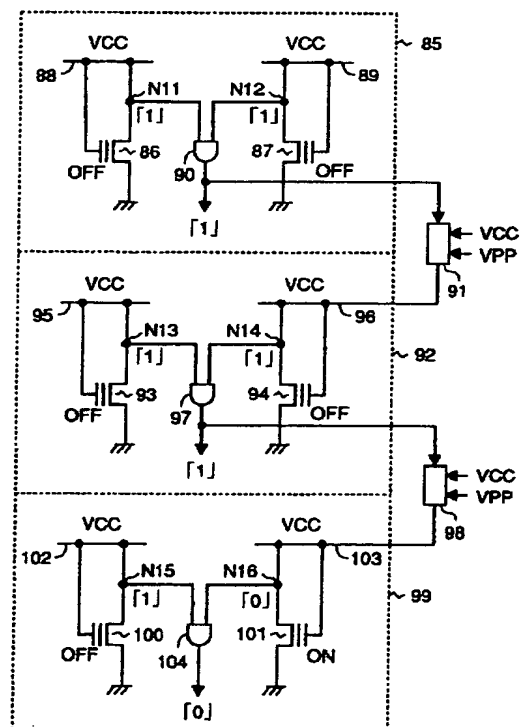 VCC VCC 85
88 89
N11 N12
「1」 「1」
86 90 87
OFF OFF
「1」
VCC
VPP
91
VCC VCC
95 96
N13 N14 92
「1」 「1」
93 97 94
OFF OFF
「1」
VCC
VPP
98
VCC VCC
102 103
N15 N16 99
「1」 「0」
100 101
OFF 104 ON
「0」